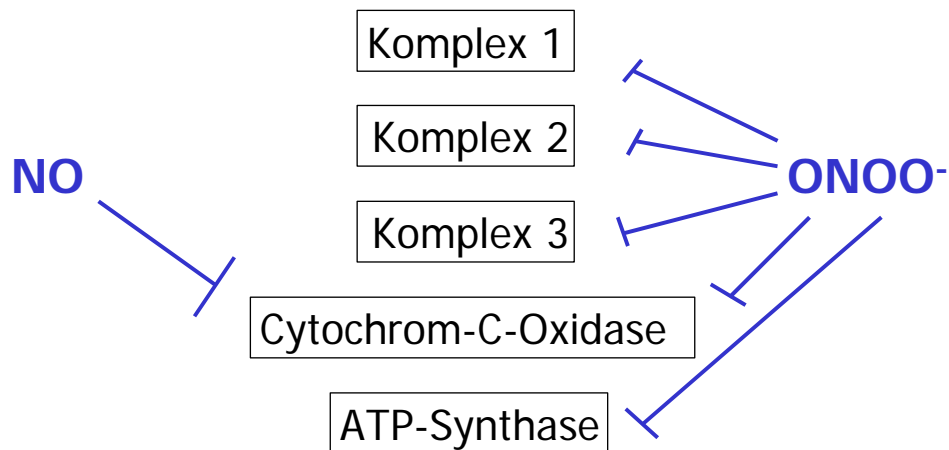 Komplex 1
Komplex 2
NO
ONOO-
Komplex 3
Cytochrom-C-Oxidase
ATP-Synthase